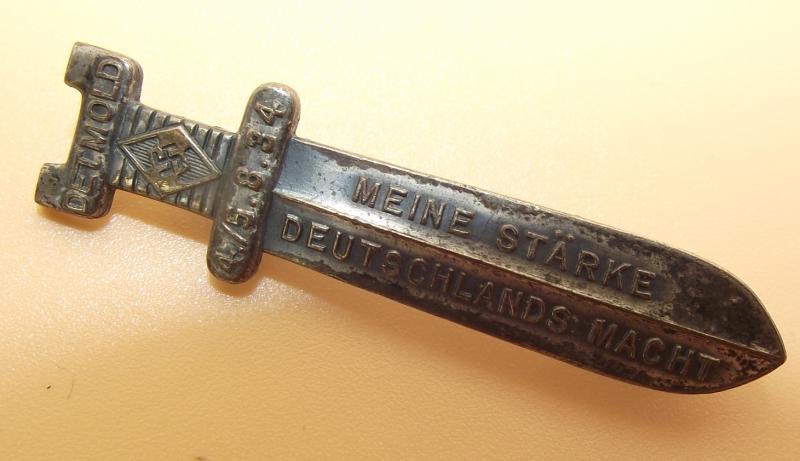 DETMOLD
4/5.8.34
MEINE STÄRKE
DEUTSCHLANDS MACHT